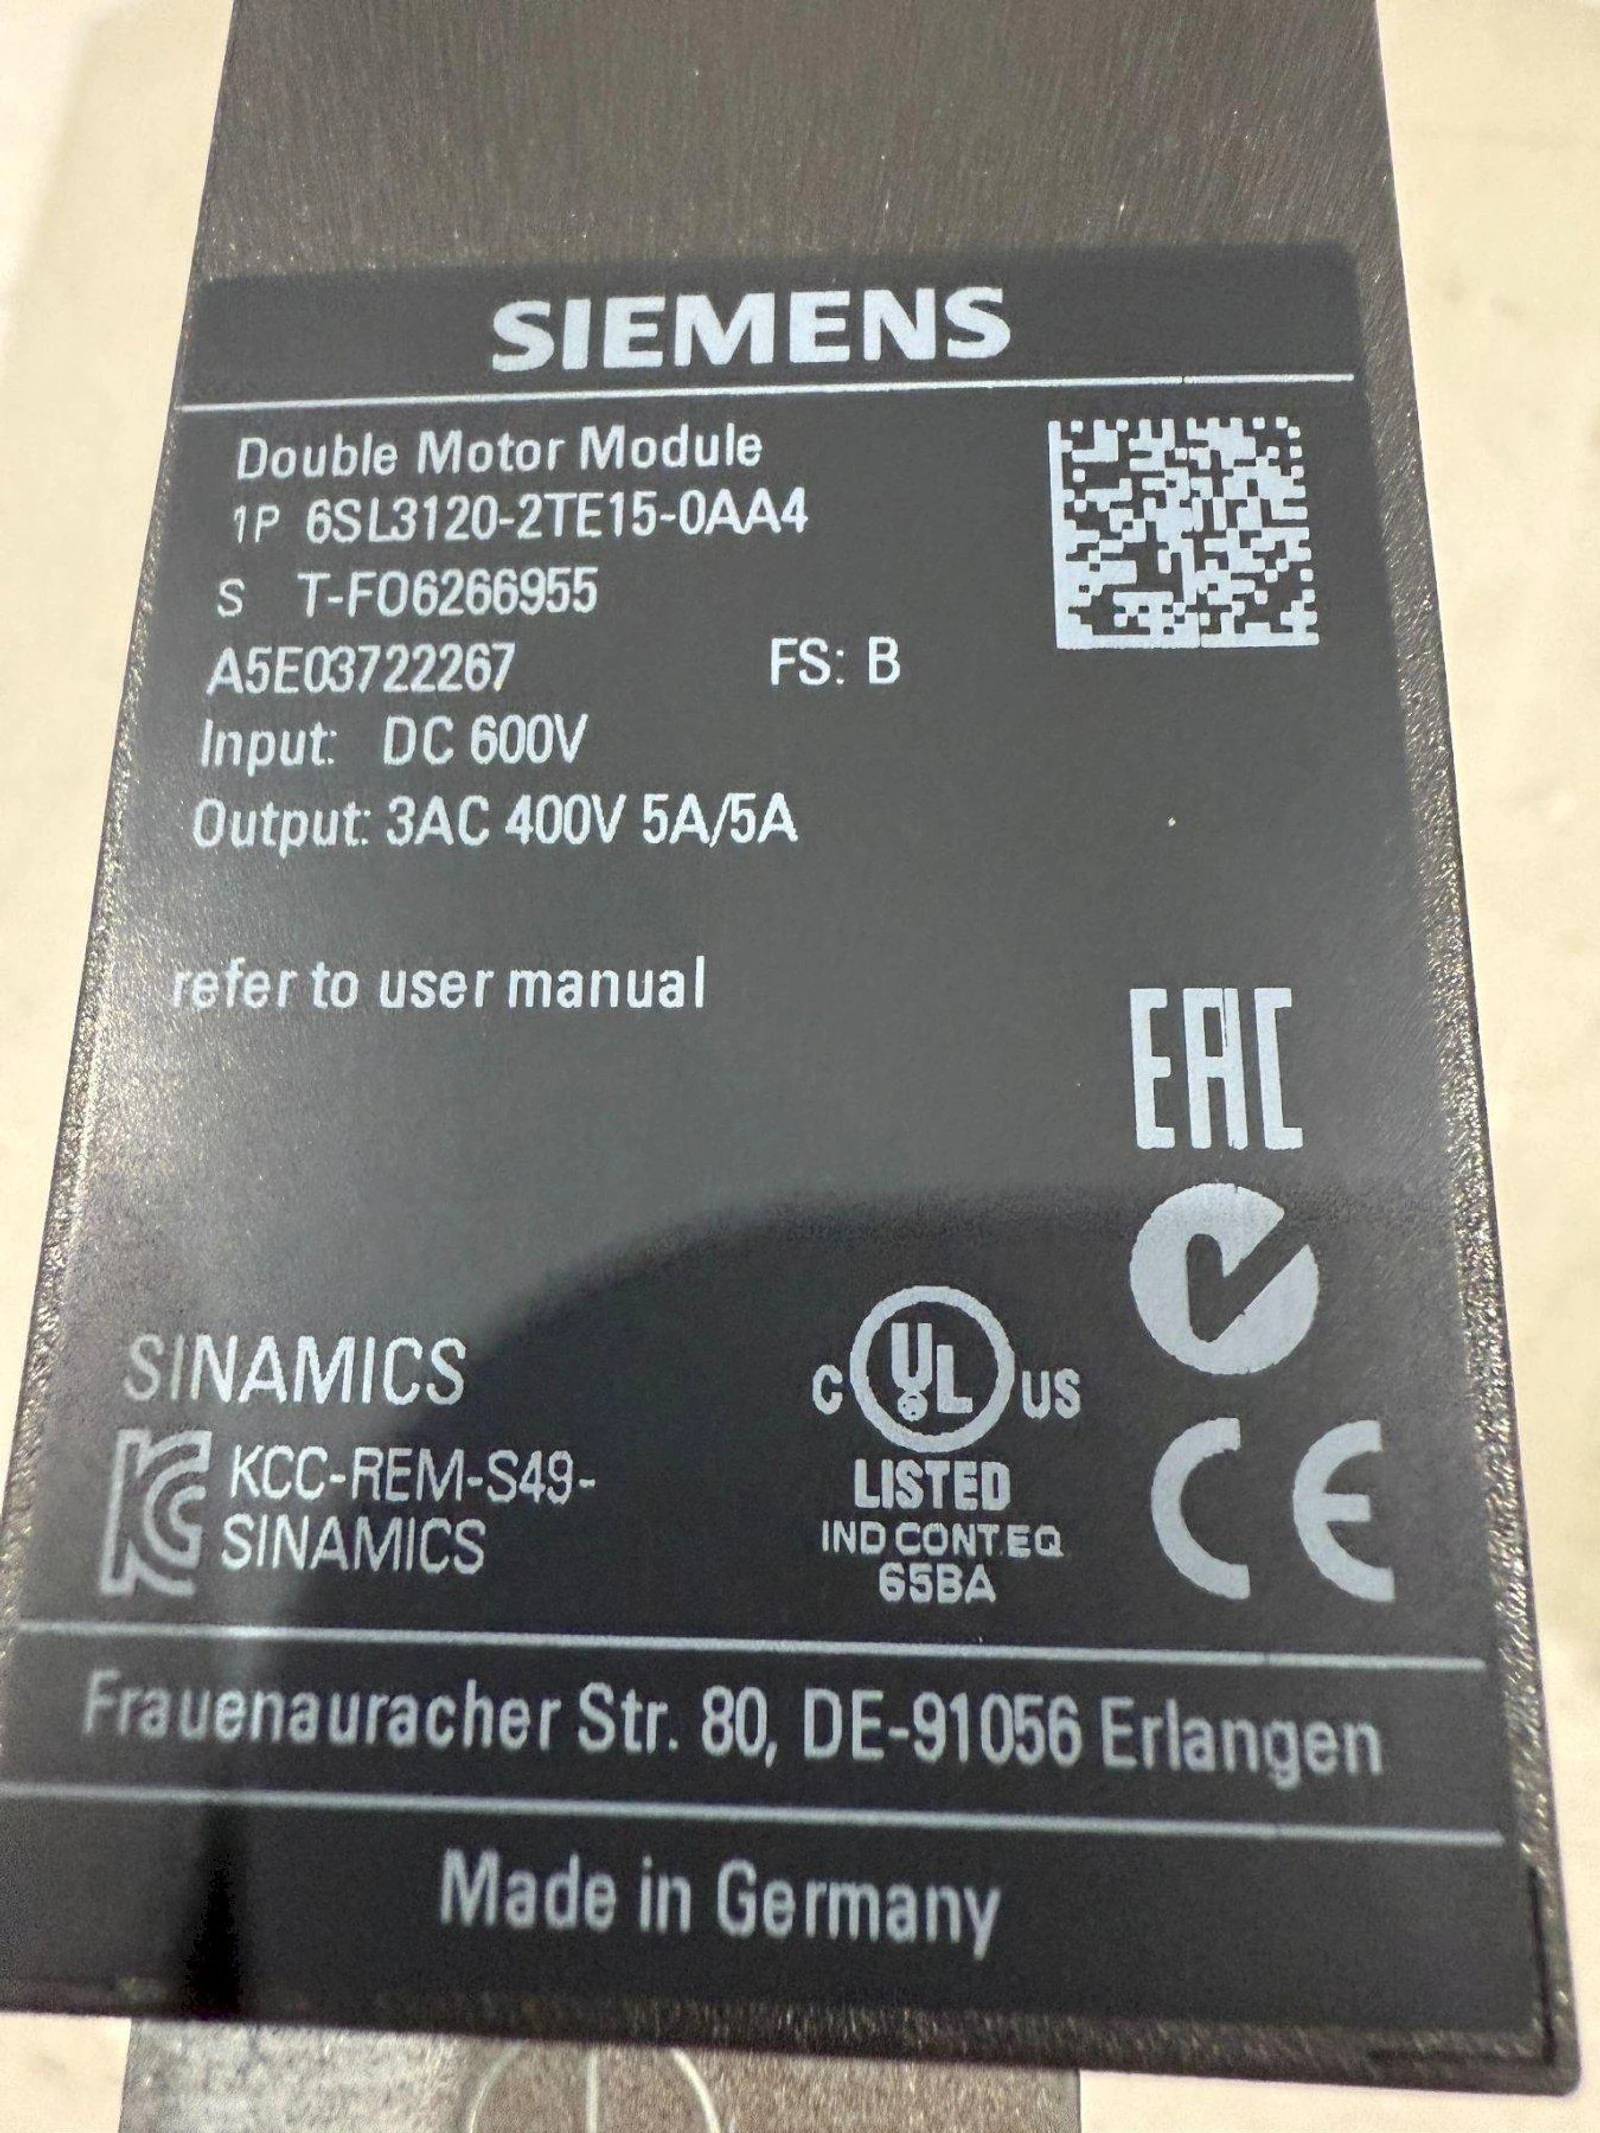 SIEMENS
Double Motor Module
1P 6SL3120-2TE15-0AA4
S T-FO6266955
A5E03722267 FS: B
Input: DC 600V
Output: 3AC 400V 5A/5A
refer to user manual
EAC
SINAMICS
KCC-REM-S49-
SINAMICS
C UL US
LISTED
IND CONT.EQ
65BA
CE
Frauenauracher Str. 80, DE-91056 Erlangen
Made in Germany